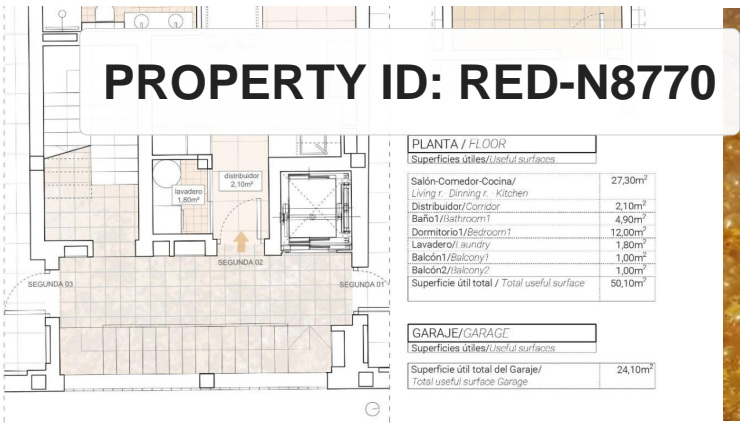 PROPERTY ID: RED-N8770
PLANTA / FLOOR
Superficies útiles/Useful surfaces
Salón-Comedor-Cocina/ 27,30m²
Living r. Dinning r. Kitchen
Distribuidor/Corridor 2,10m²
Baño1/Bathroom1 4,90m²
Dormitorio1/Bedroom1 12,00m²
Lavadero/Laundry 1,80m²
Balcón1/Balcony1 1,00m²
Balcón2/Balcony2 1,00m²
Superficie útil total / Total useful surface 50,10m²
GARAJE/GARAGE
Superficies útiles/Useful surfaces
Superficie útil total del Garaje/ 24,10m²
Total useful surface Garage
distribuidor
2,10m²
lavadero
1,80m²
SEGUNDA 02
SEGUNDA 03
SEGUNDA 01